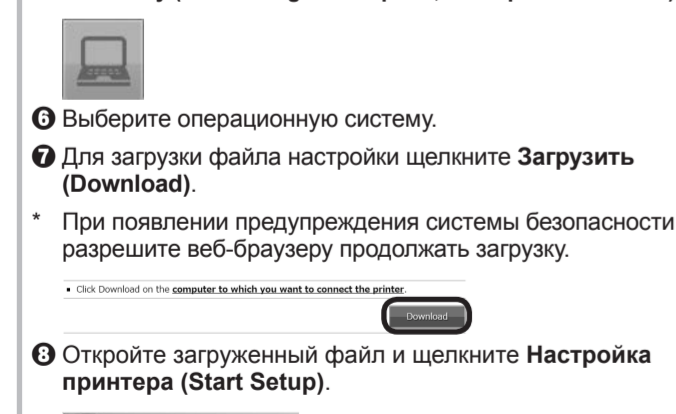 ❻ Выберите операционную систему.
❼ Для загрузки файла настройки щелкните Загрузить
(Download).
* При появлении предупреждения системы безопасности
разрешите веб-браузеру продолжать загрузку.
▪ Click Download on the computer to which you want to connect the printer.
Download
❽ Откройте загруженный файл и щелкните Настройка
принтера (Start Setup).